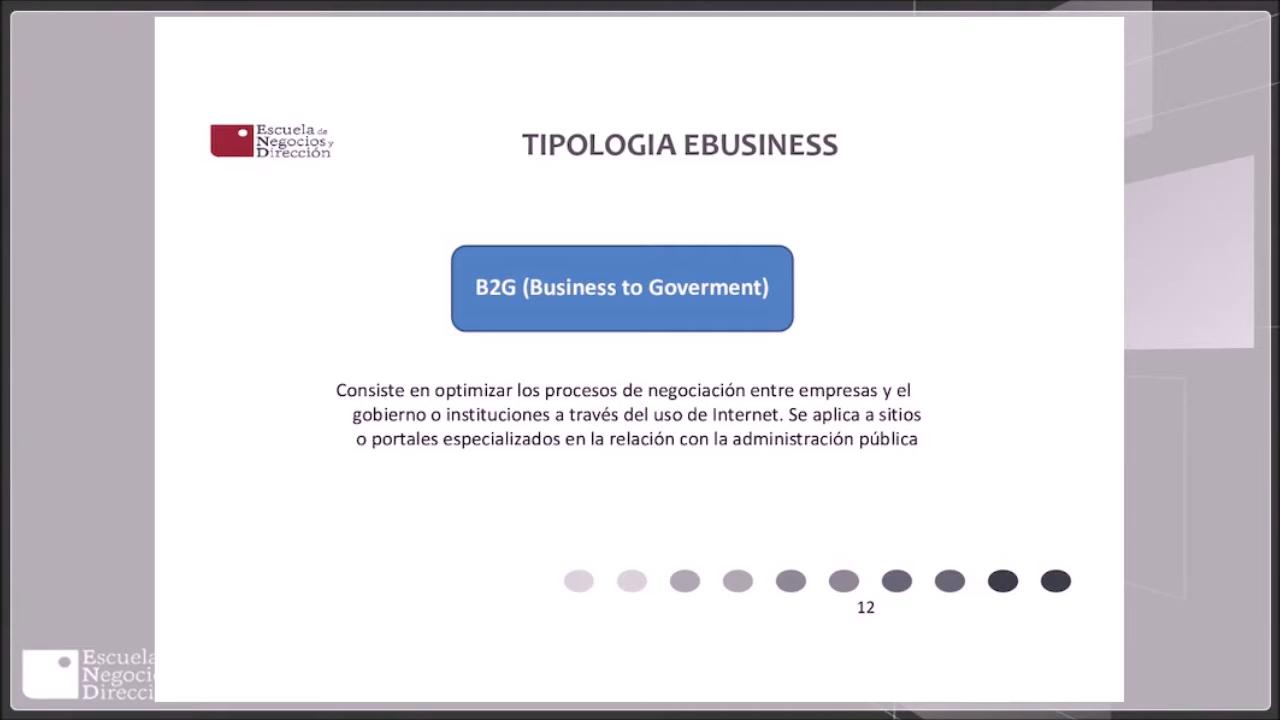 Escuela de
Negocios y
Dirección
TIPOLOGIA EBUSINESS
B2G (Business to Goverment)
Consiste en optimizar los procesos de negociación entre empresas y el
gobierno o instituciones a través del uso de Internet. Se aplica a sitios
o portales especializados en la relación con la administración pública
12
Escuela
Negoci
Direcci